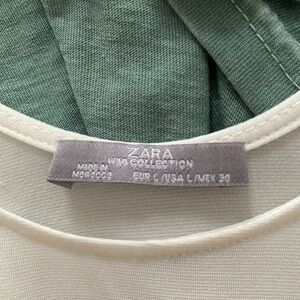 ZARA
W&B COLLECTION
MADE IN
MOROCCO EUR L/USA L/MEX 30